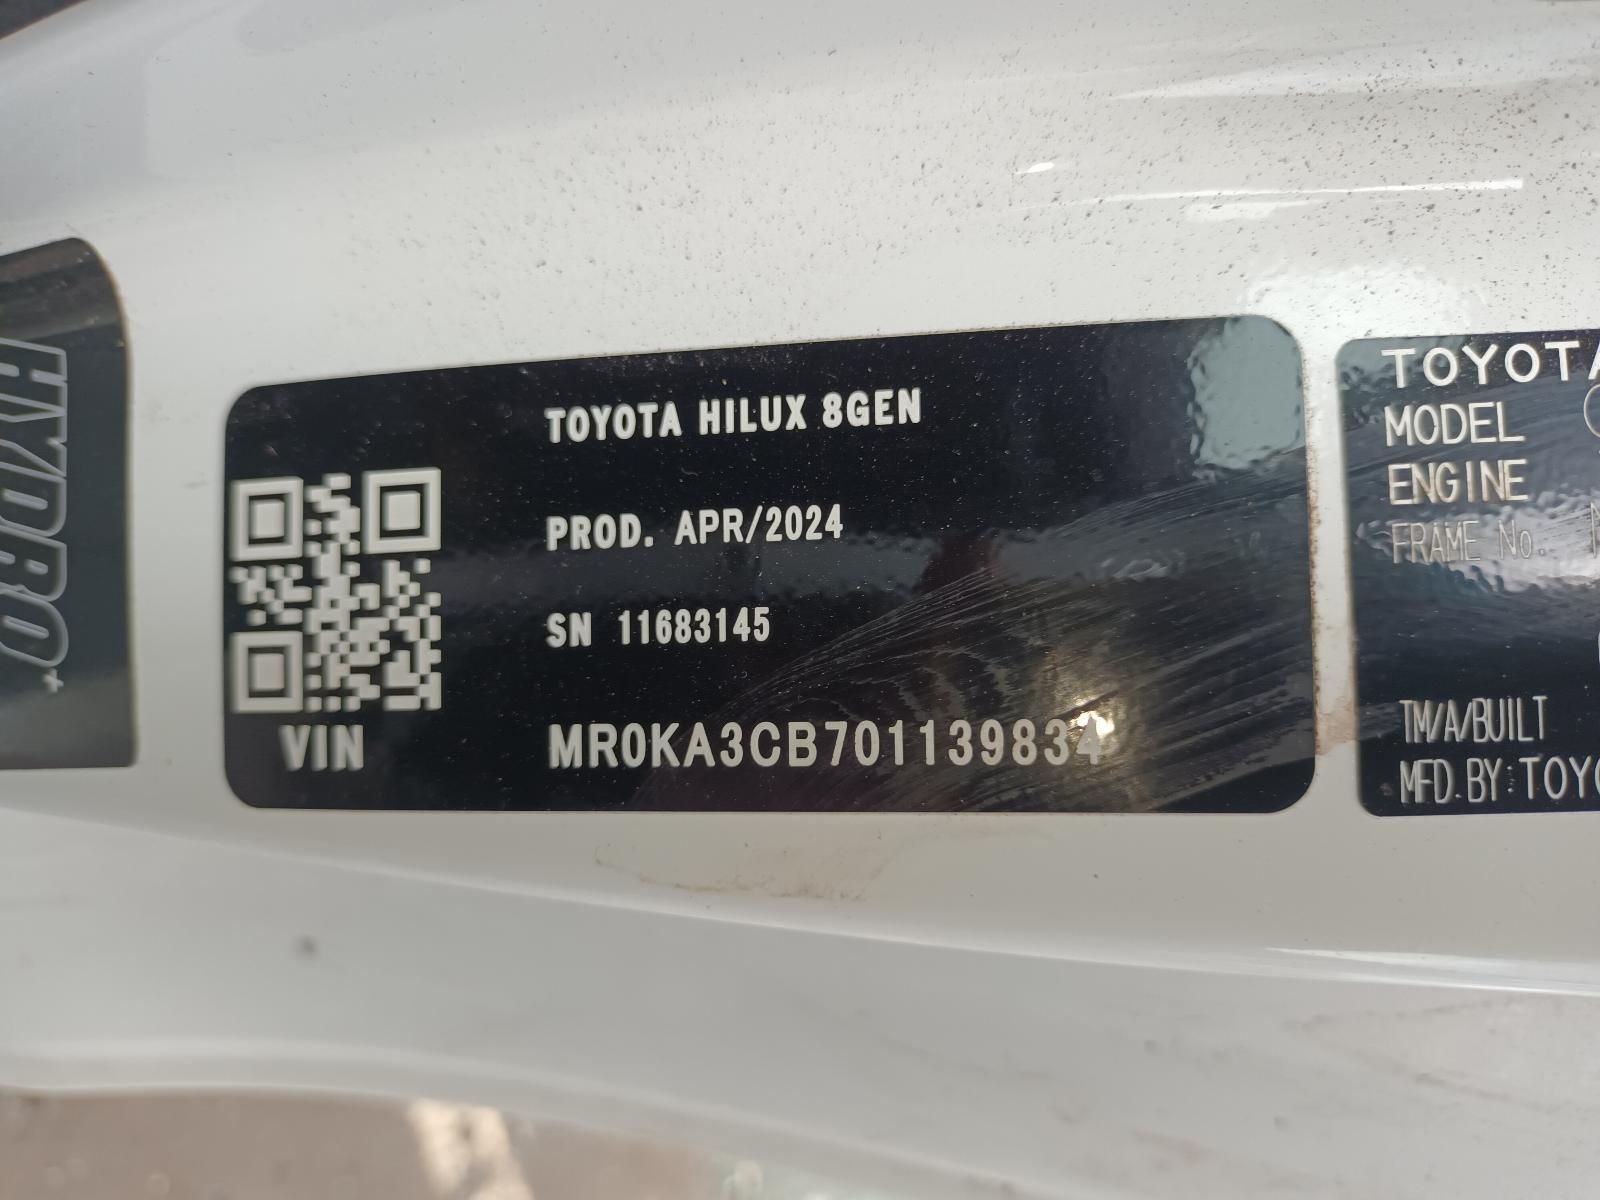 HYDRO+
TOYOTA HILUX 8GEN
PROD. APR/2024
SN 11683145
VIN MR0KA3CB701139834
TOYOTA
MODEL
ENGINE
FRAME No.
TM/A/BUILT
MFD.BY:TOYO